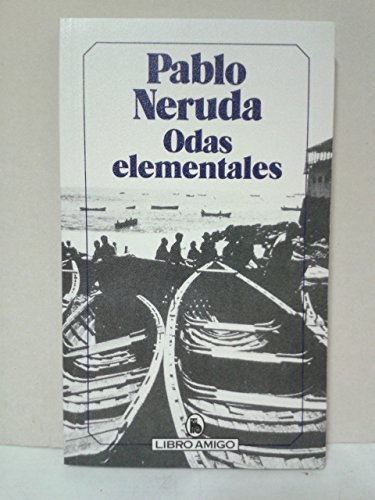 Pablo
Neruda
Odas
elementales
LIBRO AMIGO